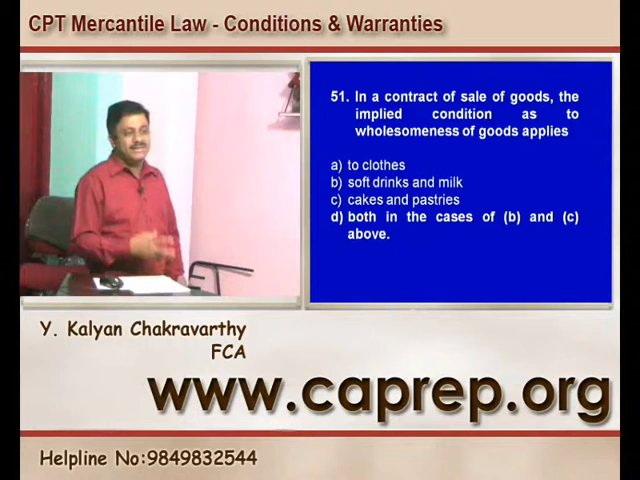 CPT Mercantile Law - Conditions & Warranties
51. In a contract of sale of goods, the
implied condition as to
wholesomeness of goods applies
a) to clothes
b) soft drinks and milk
c) cakes and pastries
d) both in the cases of (b) and (c)
above.
Y. Kalyan Chakravarthy
FCA
www.caprep.org
Helpline No:9849832544